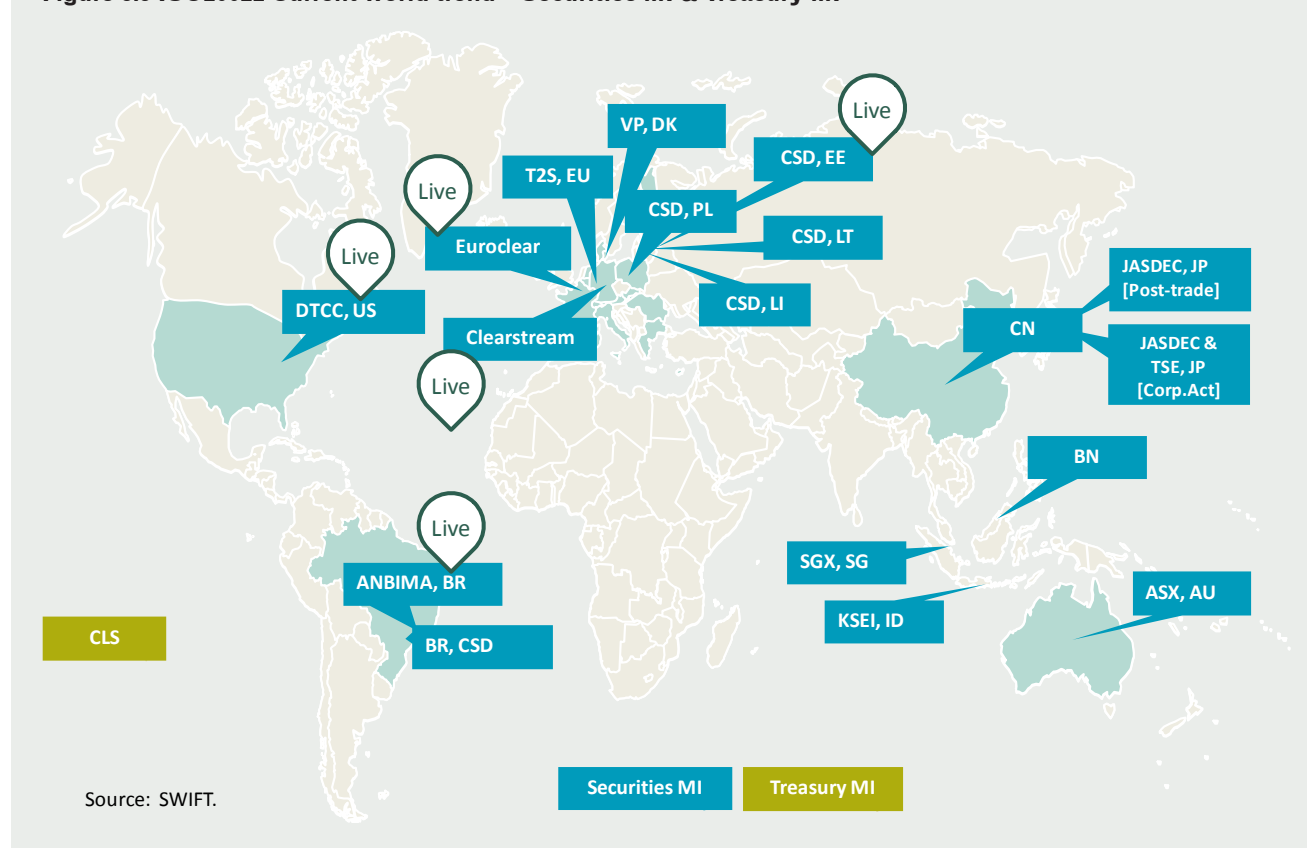 Live
VP, DK
CSD, EE
T2S, EU
Live
CSD, PL
Euroclear
CSD, LT
Live
DTCC, US
CSD, LI
Clearstream
JASDEC, JP
[Post-trade]
CN
JASDEC &
TSE, JP
[Corp.Act]
Live
BN
Live
SGX, SG
ANBIMA, BR
ASX, AU
KSEI, ID
CLS
BR, CSD
Securities MI
Treasury MI
Source: SWIFT.